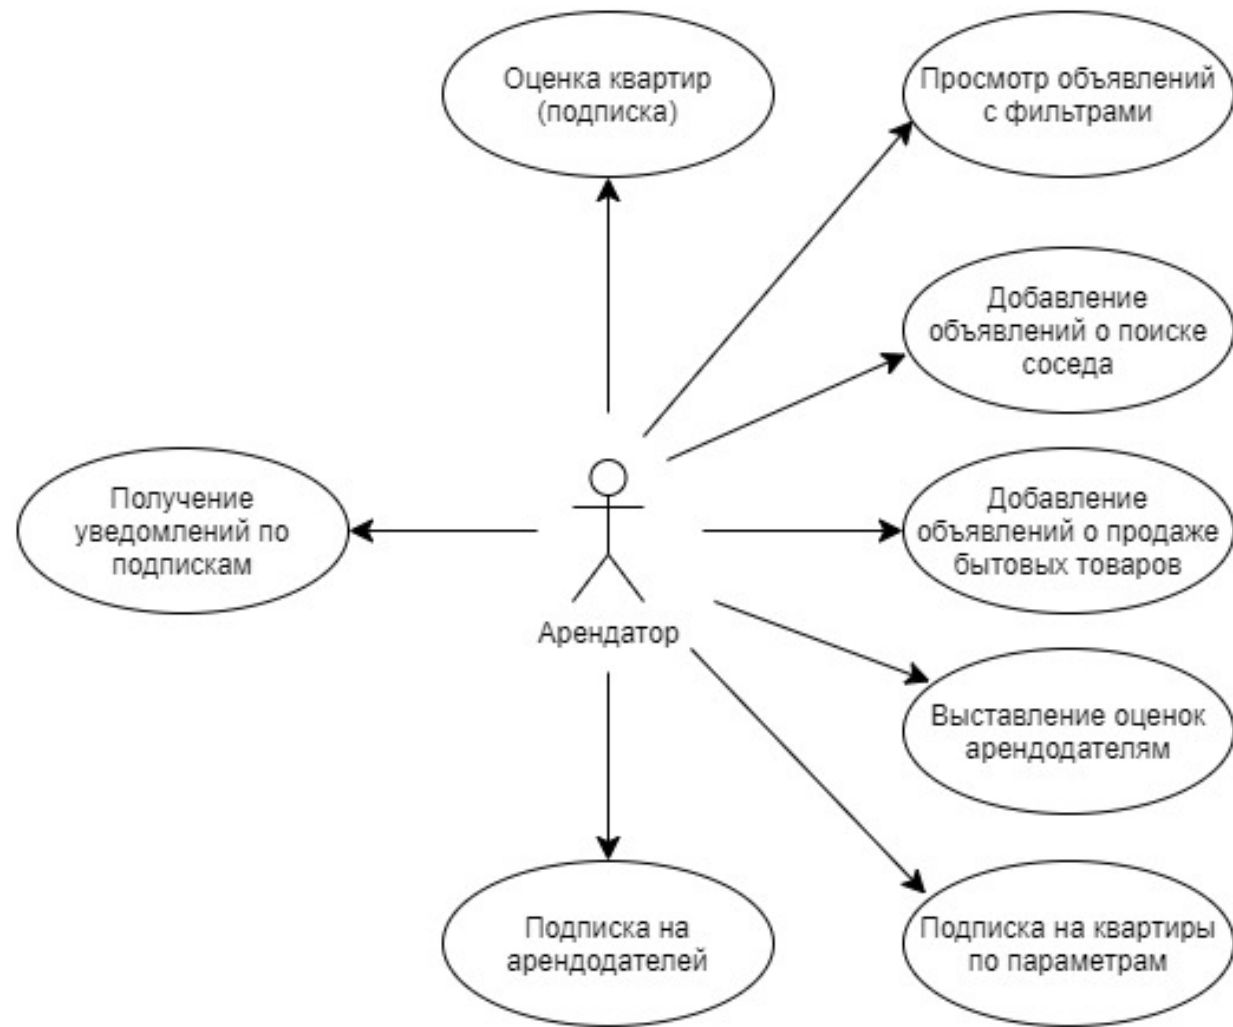 Оценка квартир
(подписка)
Просмотр объявлений
с фильтрами
Добавление
объявлений о поиске
соседа
Получение
уведомлений по
подпискам
Добавление
объявлений о продаже
бытовых товаров
Арендатор
Выставление оценок
арендодателям
Подписка на
арендодателей
Подписка на квартиры
по параметрам